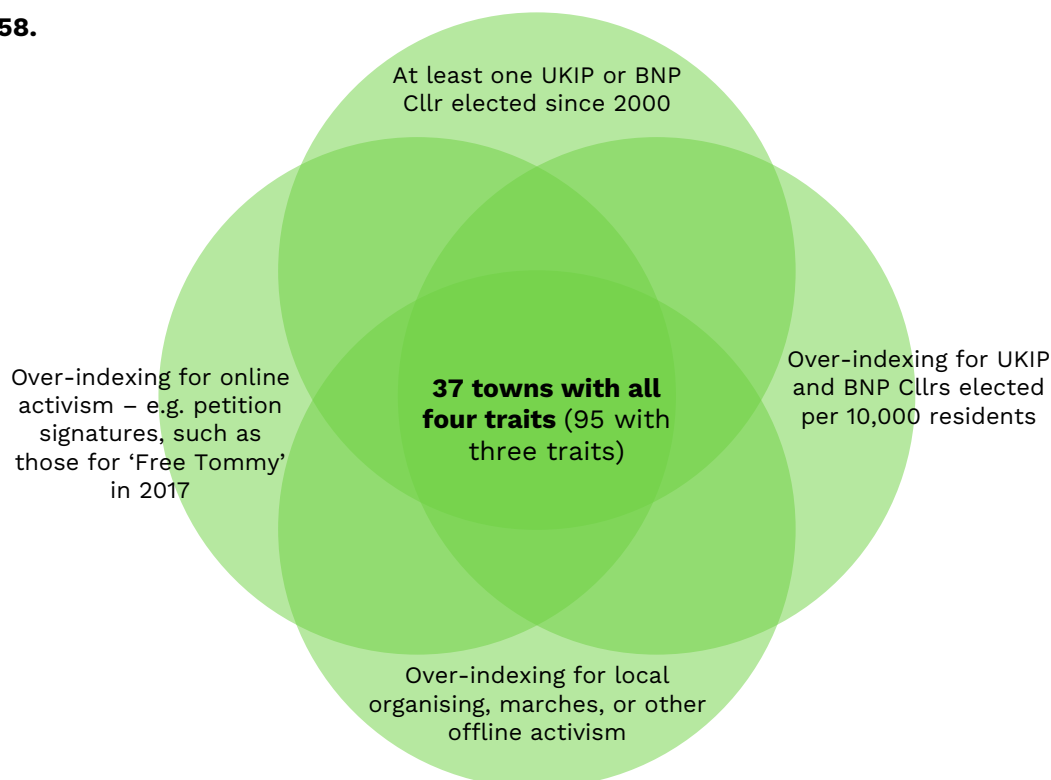 58.
At least one UKIP or BNP
Cllr elected since 2000
Over-indexing for online
activism – e.g. petition
signatures, such as
those for ‘Free Tommy’
in 2017
37 towns with all
four traits (95 with
three traits)
Over-indexing for UKIP
and BNP Cllrs elected
per 10,000 residents
Over-indexing for local
organising, marches, or other
offline activism